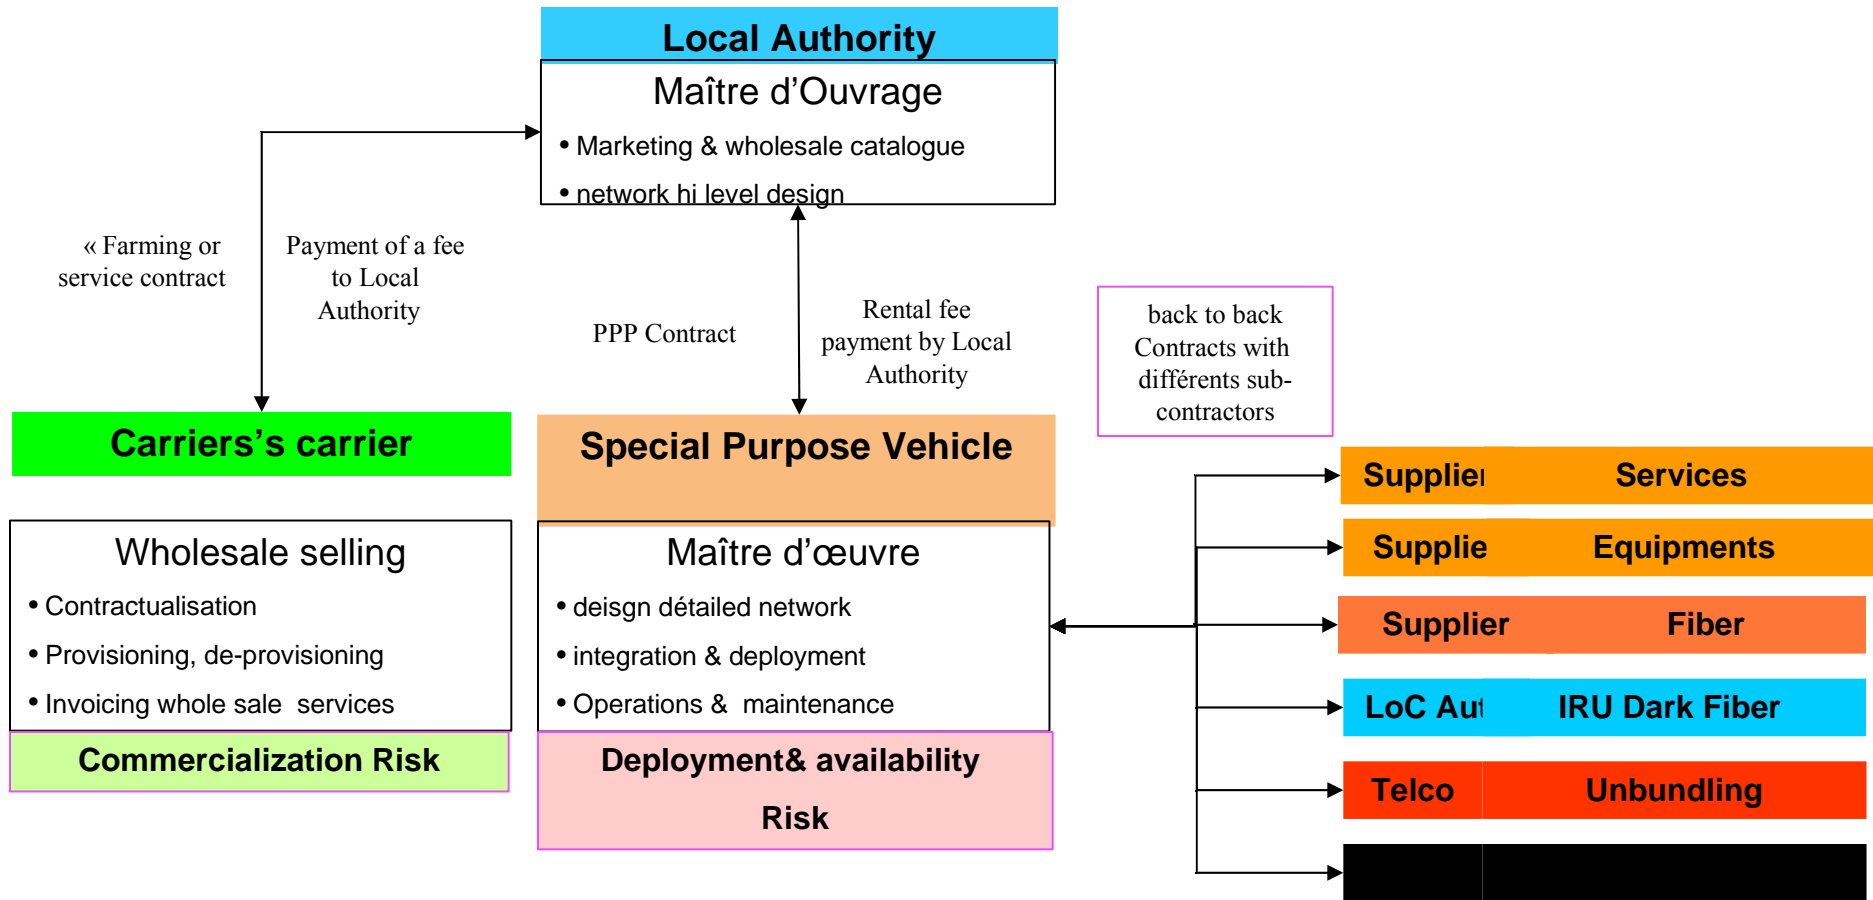 Local Authority
Maître d'Ouvrage
• Marketing & wholesale catalogue
• network hi level design
« Farming or
service contract
Payment of a fee
to Local
Authority
PPP Contract
Rental fee
payment by Local
Authority
back to back
Contracts with
différents sub-
contractors
Carriers's carrier
Wholesale selling
• Contractualisation
• Provisioning, de-provisioning
• Invoicing whole sale services
Commercialization Risk
Special Purpose Vehicle
Maître d'œuvre
• deisgn détailed network
• integration & deployment
• Operations & maintenance
Deployment& availability
Risk
Supplier Services
Supplie Equipments
Supplier Fiber
LoC Aut IRU Dark Fiber
Telco Unbundling